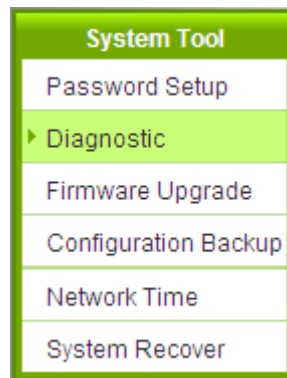 System Tool
Password Setup
Diagnostic
Firmware Upgrade
Configuration Backup
Network Time
System Recover